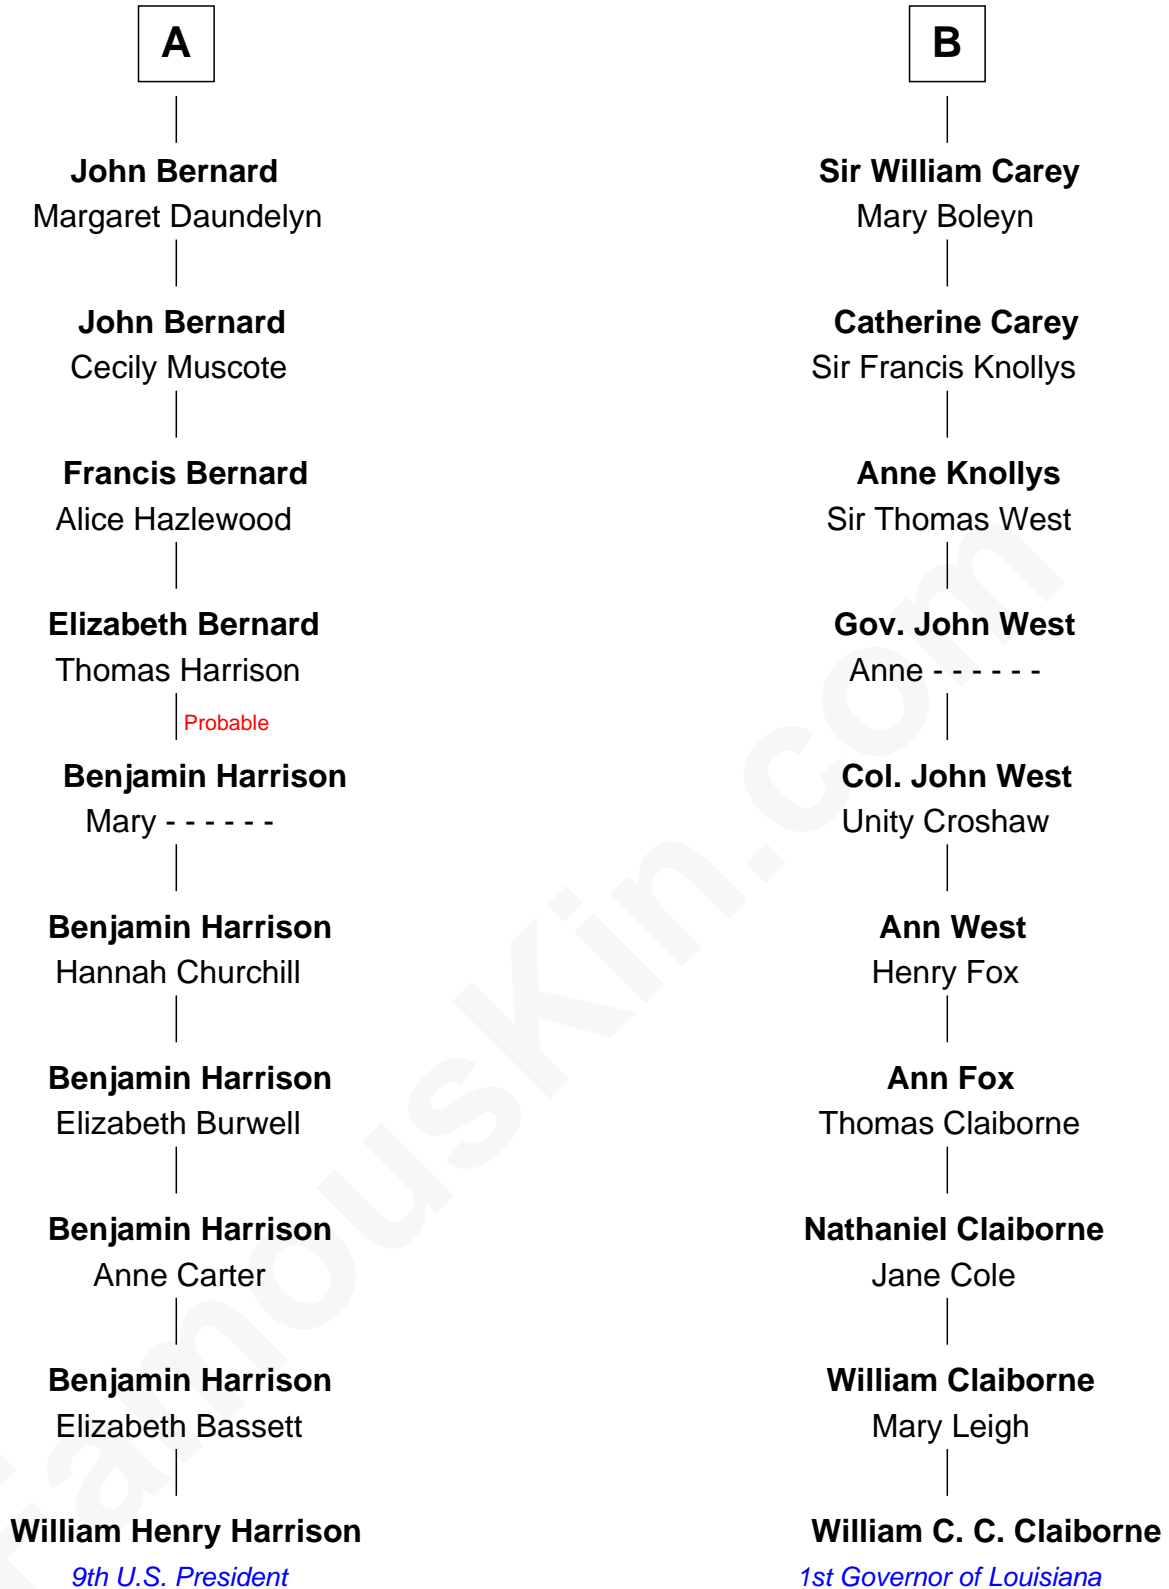 A
John Bernard
Margaret Daundelyn
John Bernard
Cecily Muscote
Francis Bernard
Alice Hazlewood
Elizabeth Bernard
Thomas Harrison
Probable
Benjamin Harrison
Mary - - - - - -
Benjamin Harrison
Hannah Churchill
Benjamin Harrison
Elizabeth Burwell
Benjamin Harrison
Anne Carter
Benjamin Harrison
Elizabeth Bassett
William Henry Harrison
9th U.S. President
B
Sir William Carey
Mary Boleyn
Catherine Carey
Sir Francis Knollys
Anne Knollys
Sir Thomas West
Gov. John West
Anne - - - - - -
Col. John West
Unity Croshaw
Ann West
Henry Fox
Ann Fox
Thomas Claiborne
Nathaniel Claiborne
Jane Cole
William Claiborne
Mary Leigh
William C. C. Claiborne
1st Governor of Louisiana
FamousKin.com